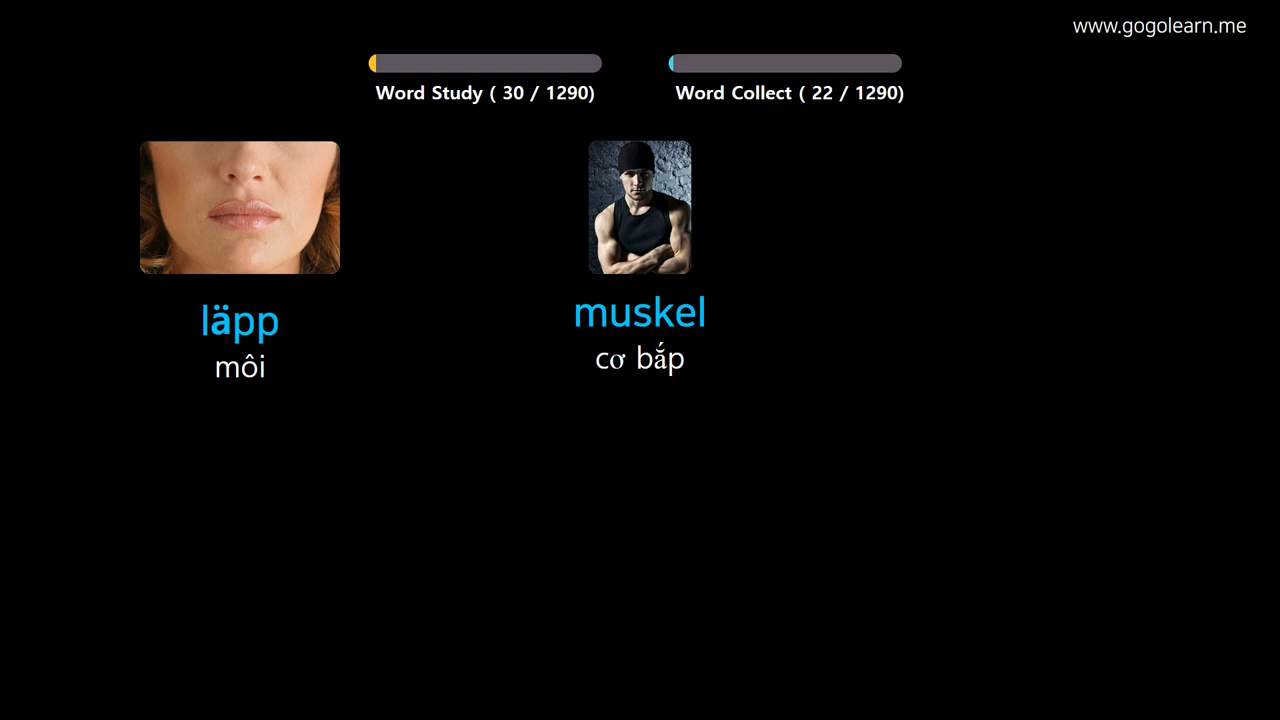 www.gogolearn.me
Word Study ( 30 / 1290)
Word Collect ( 22 / 1290)
läpp
môi
muskel
cơ bắp